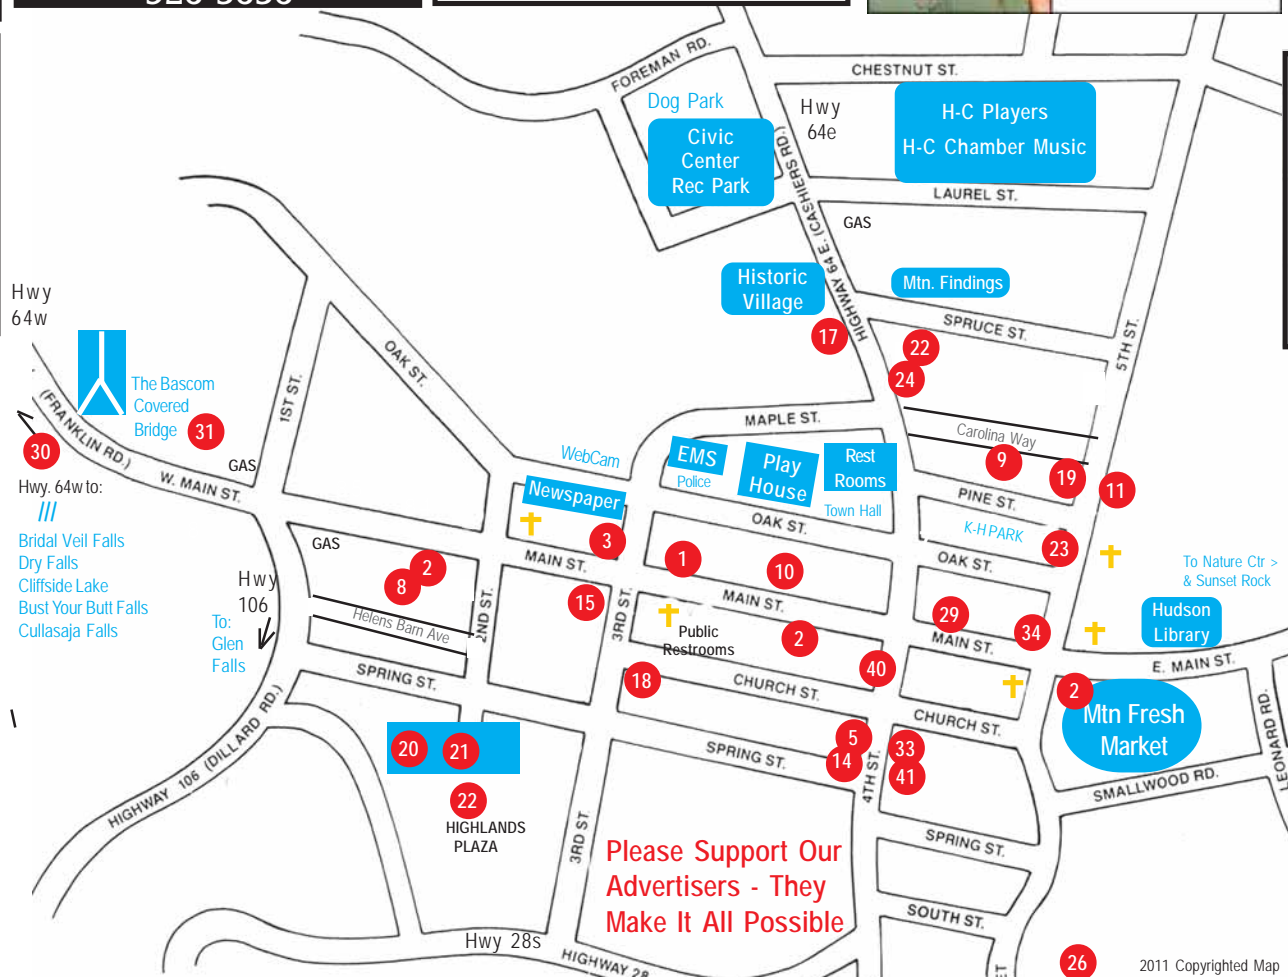 FOREMAN RD.
CHESTNUT ST.
Dog Park
Civic
Center
Rec Park
Hwy
64e
H-C Players
H-C Chamber Music
LAUREL ST.
GAS
HIGHWAY 64 E. (CASHIERS RD.)
Historic
Village
Mtn. Findings
SPRUCE ST.
5TH ST.
17
22
24
Hwy
64w
The Bascom
Covered
Bridge
31
30
(FRANKLIN RD.)
W. MAIN ST.
GAS
1ST ST.
OAK ST.
MAPLE ST.
Carolina Way
9
19
11
PINE ST.
K-H PARK
23
WebCam
Newspaper
EMS
Police
Play
House
Rest
Rooms
Town Hall
OAK ST.
OAK ST.
Hwy. 64w to:
///
Bridal Veil Falls
Dry Falls
Cliffside Lake
Bust Your Butt Falls
Cullasaja Falls
GAS
2
8
Hwy
106
To:
Glen
Falls
Helens Barn Ave
2ND ST.
MAIN ST.
3
15
3RD ST.
1
10
MAIN ST.
Public
Restrooms
2
40
29
34
MAIN ST.
To Nature Ctr >
& Sunset Rock
Hudson
Library
E. MAIN ST.
SPRING ST.
18
CHURCH ST.
CHURCH ST.
2
Mtn Fresh
Market
LEONARD RD.
SMALLWOOD RD.
20
21
22
HIGHLANDS
PLAZA
HIGHWAY 106 (DILLARD RD.)
SPRING ST.
5
14
4TH ST.
33
41
3RD ST.
SPRING ST.
SOUTH ST.
Please Support Our
Advertisers - They
Make It All Possible
Hwy 28s
HIGHWAY 28
26
2011 Copyrighted Map